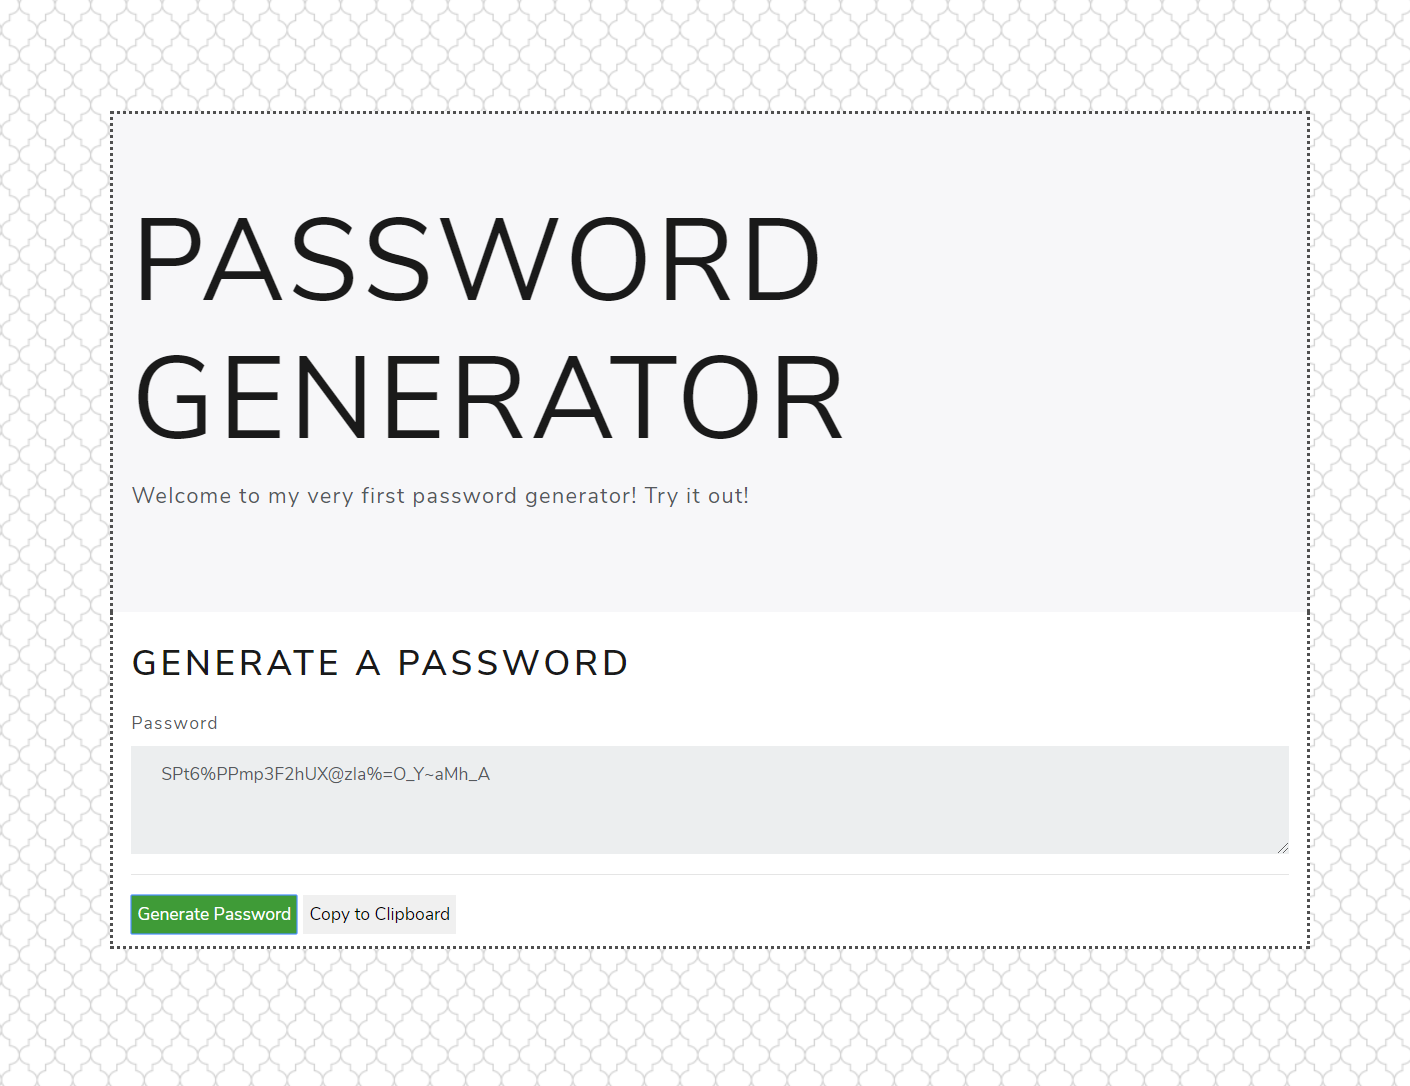 PASSWORD
GENERATOR
Welcome to my very first password generator! Try it out!
GENERATE A PASSWORD
Password
SPt6%PPmp3F2hUX@zla%=O_Y~aMh_A
Generate Password
Copy to Clipboard